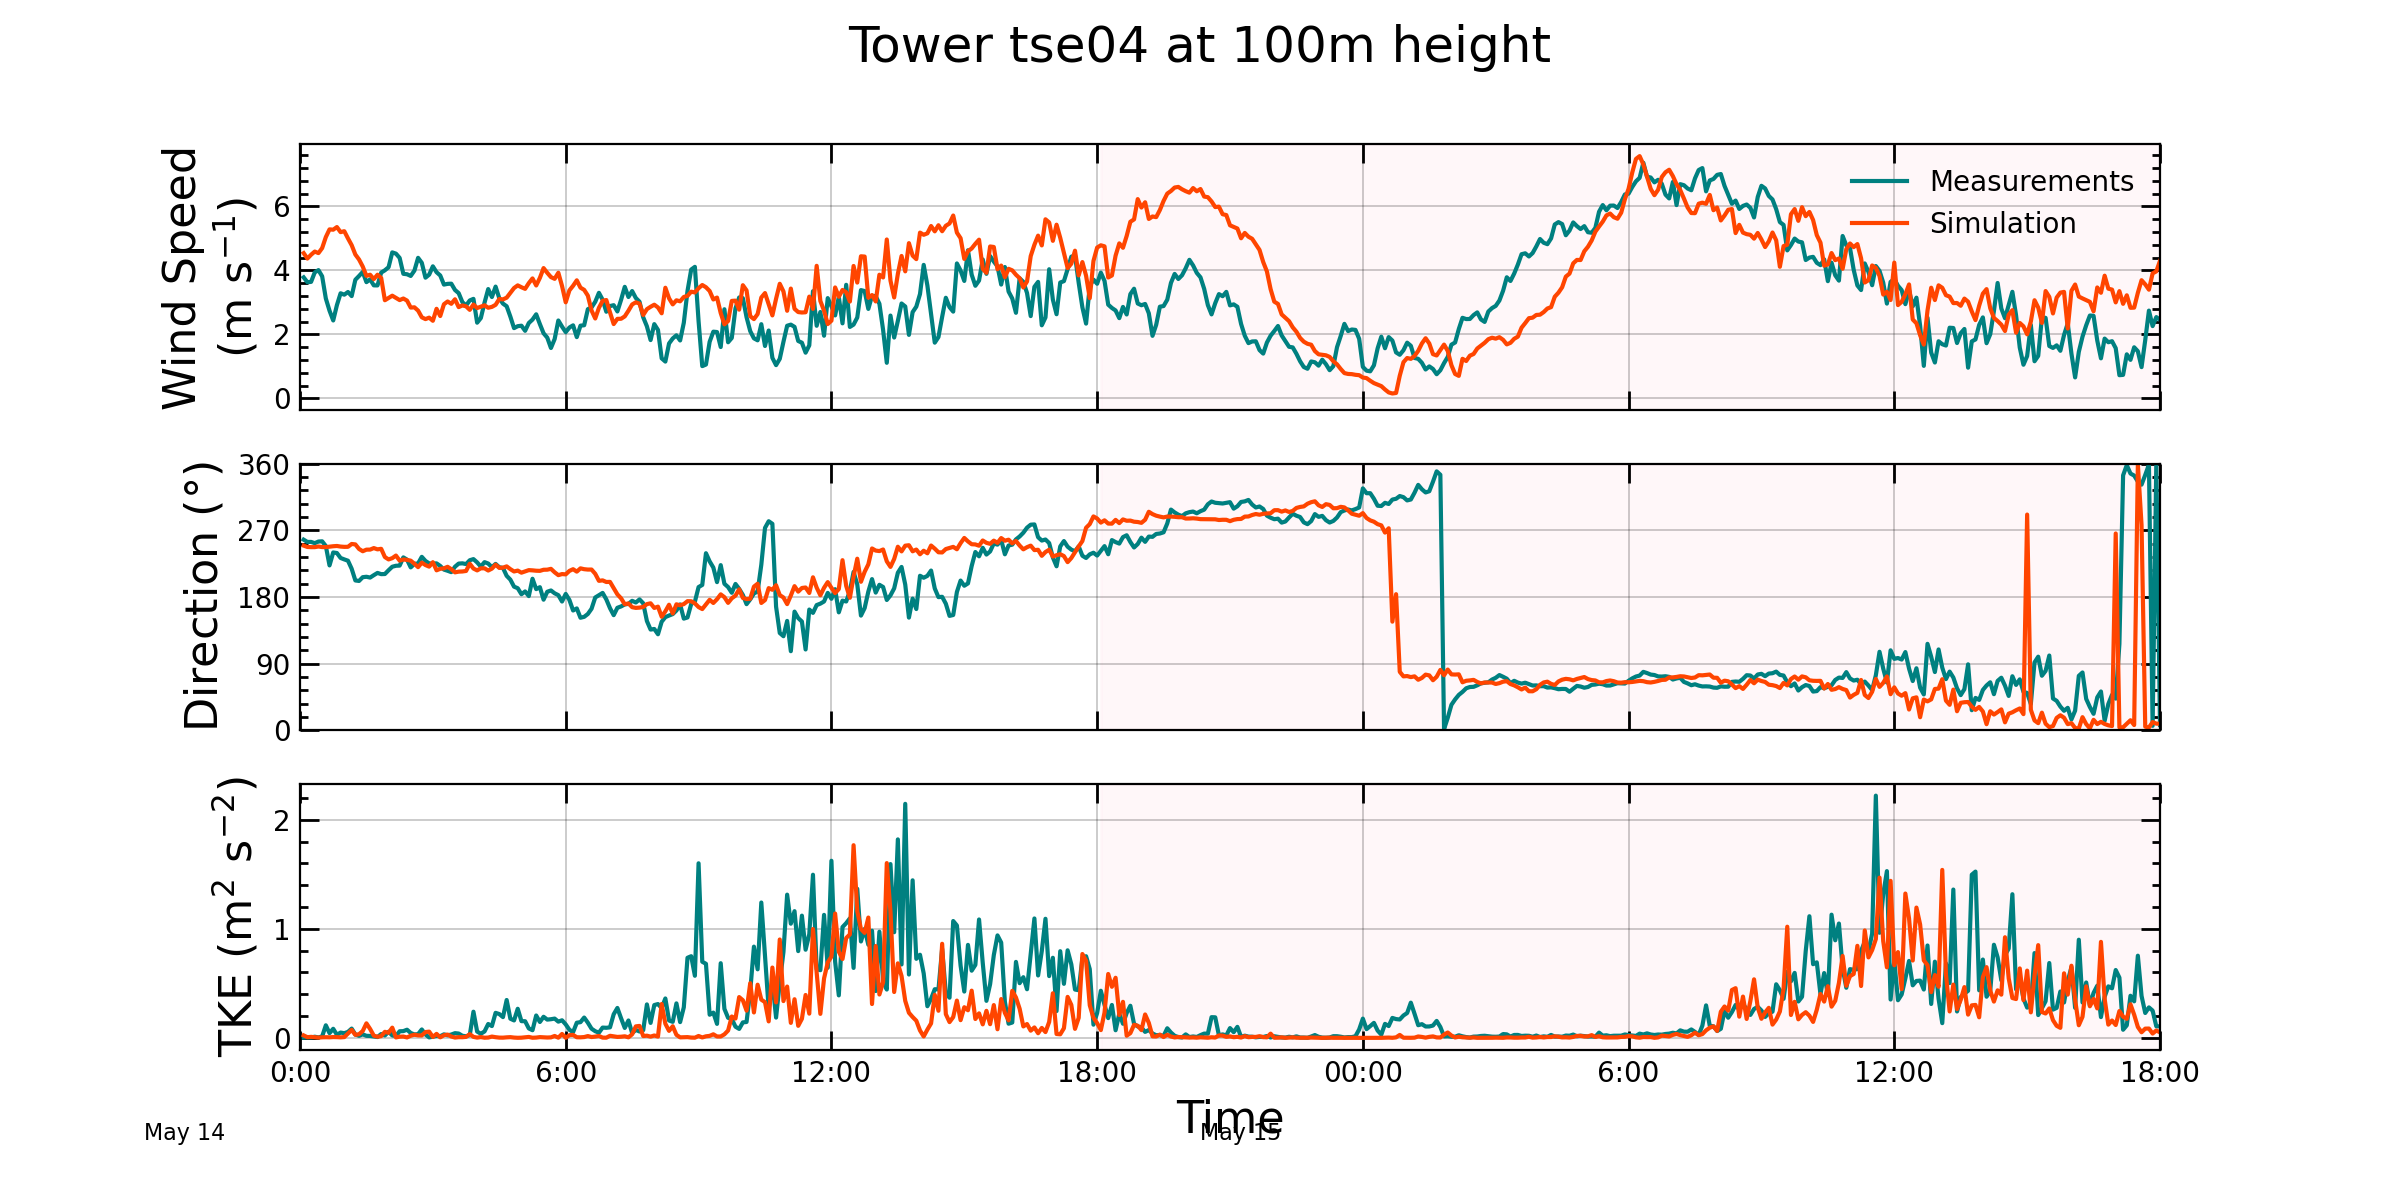 Tower tse04 at 100m height
Wind Speed
(m s⁻¹)
6
4
2
0
Measurements
Simulation
Direction (°)
360
270
180
90
0
TKE (m² s⁻²)
2
1
0
0:00 6:00 12:00 18:00 00:00 6:00 12:00 18:00
Time
May 14 May 15